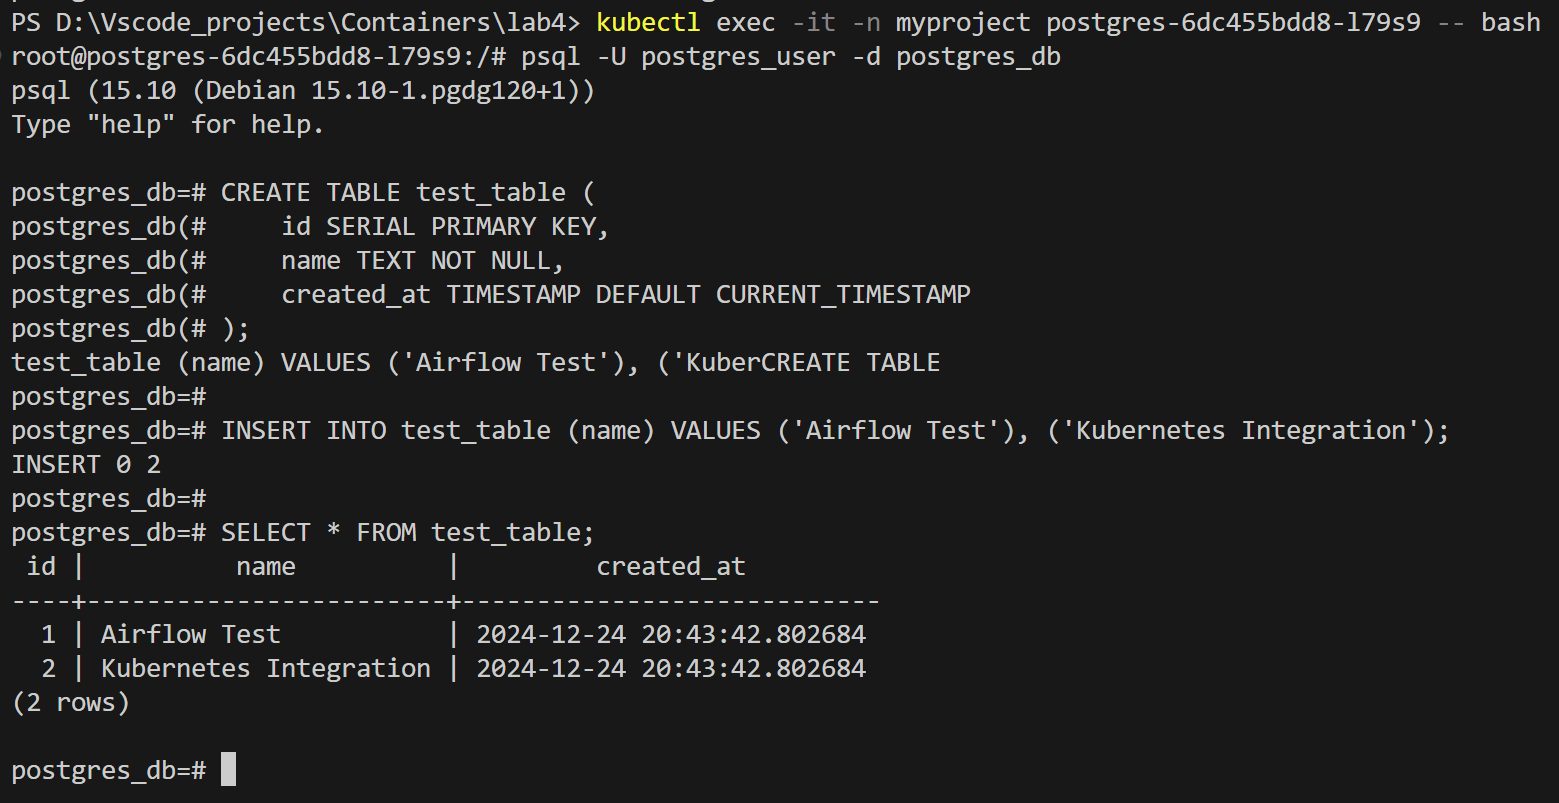 PS D:\Vscode_projects\Containers\lab4> kubectl exec -it -n myproject postgres-6dc455bdd8-l79s9 -- bash
root@postgres-6dc455bdd8-l79s9:/# psql -U postgres_user -d postgres_db
psql (15.10 (Debian 15.10-1.pgdg120+1))
Type "help" for help.

postgres_db=# CREATE TABLE test_table (
postgres_db(#     id SERIAL PRIMARY KEY,
postgres_db(#     name TEXT NOT NULL,
postgres_db(#     created_at TIMESTAMP DEFAULT CURRENT_TIMESTAMP
postgres_db(# );
test_table (name) VALUES ('Airflow Test'), ('KuberCREATE TABLE
postgres_db=#
postgres_db=# INSERT INTO test_table (name) VALUES ('Airflow Test'), ('Kubernetes Integration');
INSERT 0 2
postgres_db=#
postgres_db=# SELECT * FROM test_table;
 id |          name          |         created_at
----+------------------------+----------------------------
  1 | Airflow Test           | 2024-12-24 20:43:42.802684
  2 | Kubernetes Integration | 2024-12-24 20:43:42.802684
(2 rows)

postgres_db=#